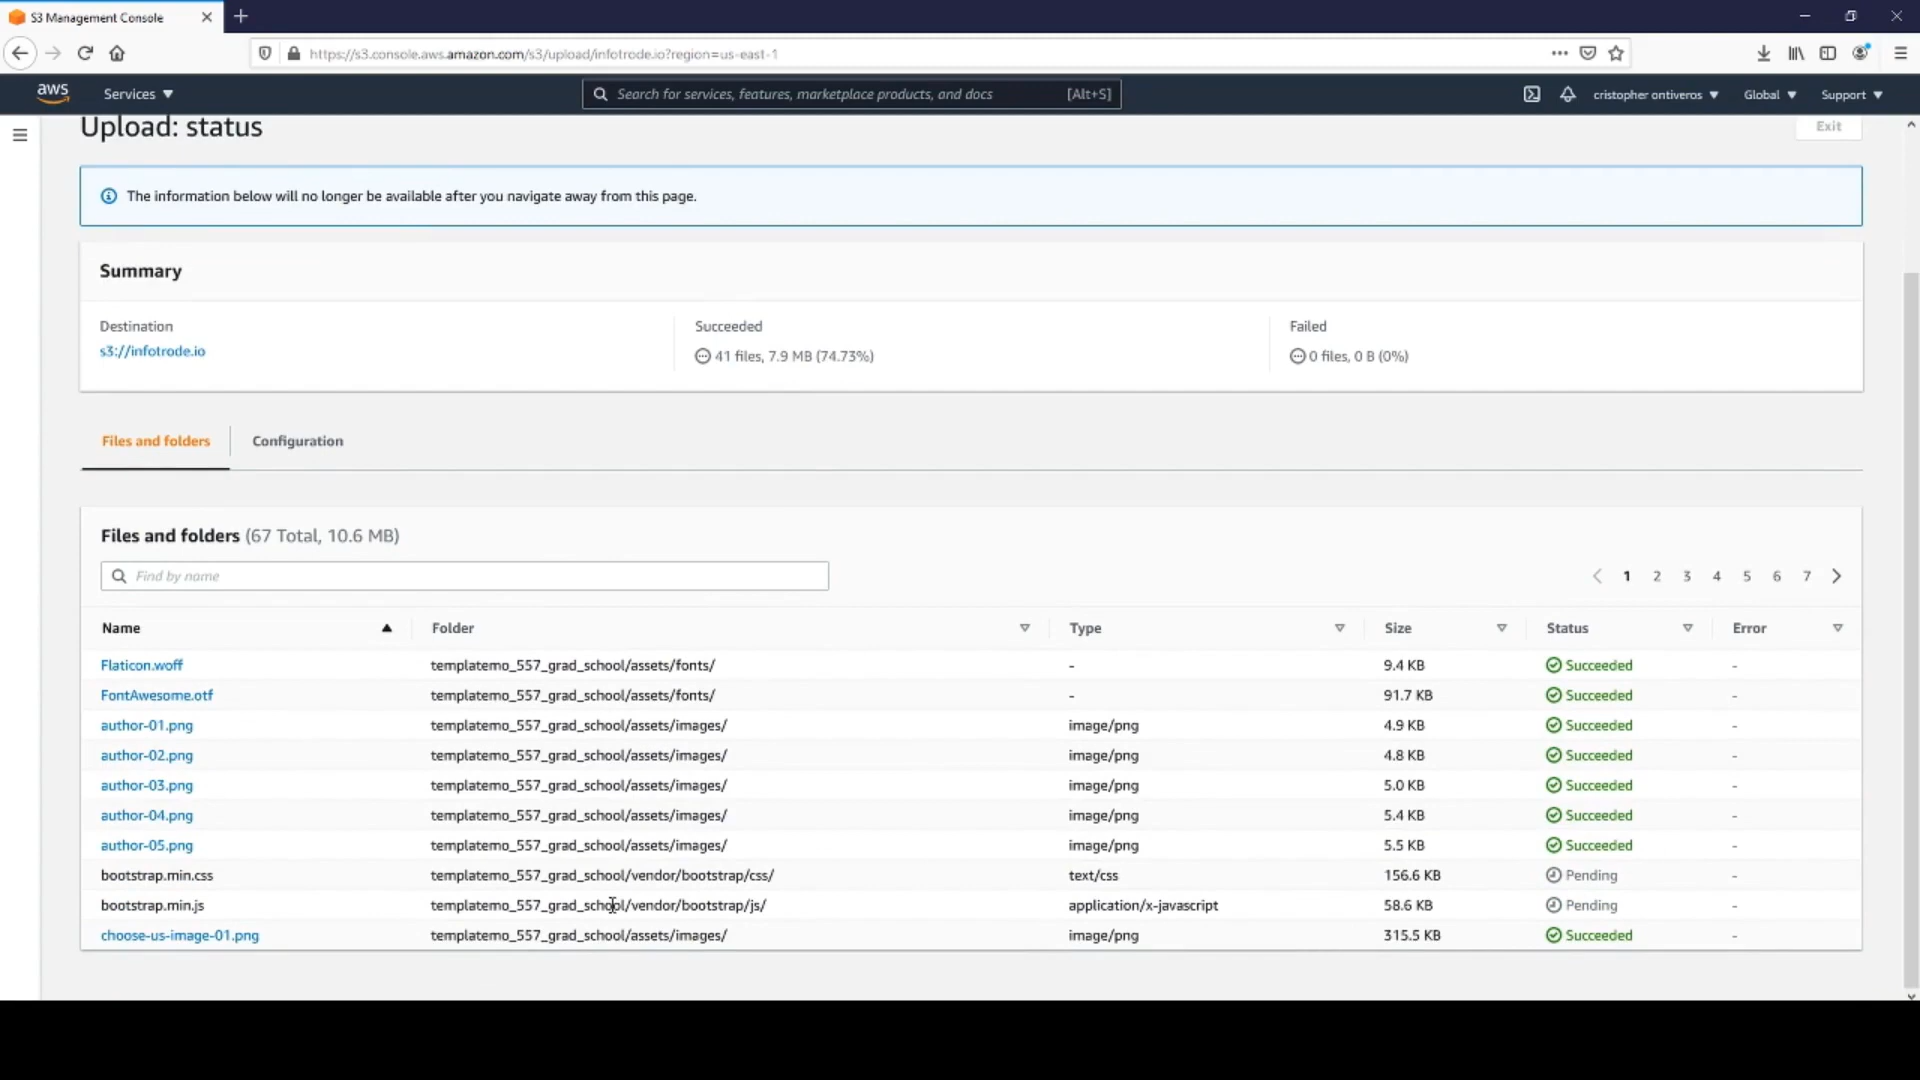 S3 Management Console
https://s3.console.aws.amazon.com/s3/upload/infotrode.io?region=us-east-1
aws Services Search for services, features, marketplace products, and docs [Alt+S] cristopher ontiveros Global Support
Upload: status Exit
The information below will no longer be available after you navigate away from this page.
Summary
Destination Succeeded Failed
s3://infotrode.io 41 files, 7.9 MB (74.73%) 0 files, 0 B (0%)
Files and folders Configuration
Files and folders (67 Total, 10.6 MB)
Find by name 1 2 3 4 5 6 7
Name Folder Type Size Status Error
Flaticon.woff templatemo_557_grad_school/assets/fonts/ - 9.4 KB Succeeded -
FontAwesome.otf templatemo_557_grad_school/assets/fonts/ - 91.7 KB Succeeded -
author-01.png templatemo_557_grad_school/assets/images/ image/png 4.9 KB Succeeded -
author-02.png templatemo_557_grad_school/assets/images/ image/png 4.8 KB Succeeded -
author-03.png templatemo_557_grad_school/assets/images/ image/png 5.0 KB Succeeded -
author-04.png templatemo_557_grad_school/assets/images/ image/png 5.4 KB Succeeded -
author-05.png templatemo_557_grad_school/assets/images/ image/png 5.5 KB Succeeded -
bootstrap.min.css templatemo_557_grad_school/vendor/bootstrap/css/ text/css 156.6 KB Pending -
bootstrap.min.js templatemo_557_grad_school/vendor/bootstrap/js/ application/x-javascript 58.6 KB Pending -
choose-us-image-01.png templatemo_557_grad_school/assets/images/ image/png 315.5 KB Succeeded -